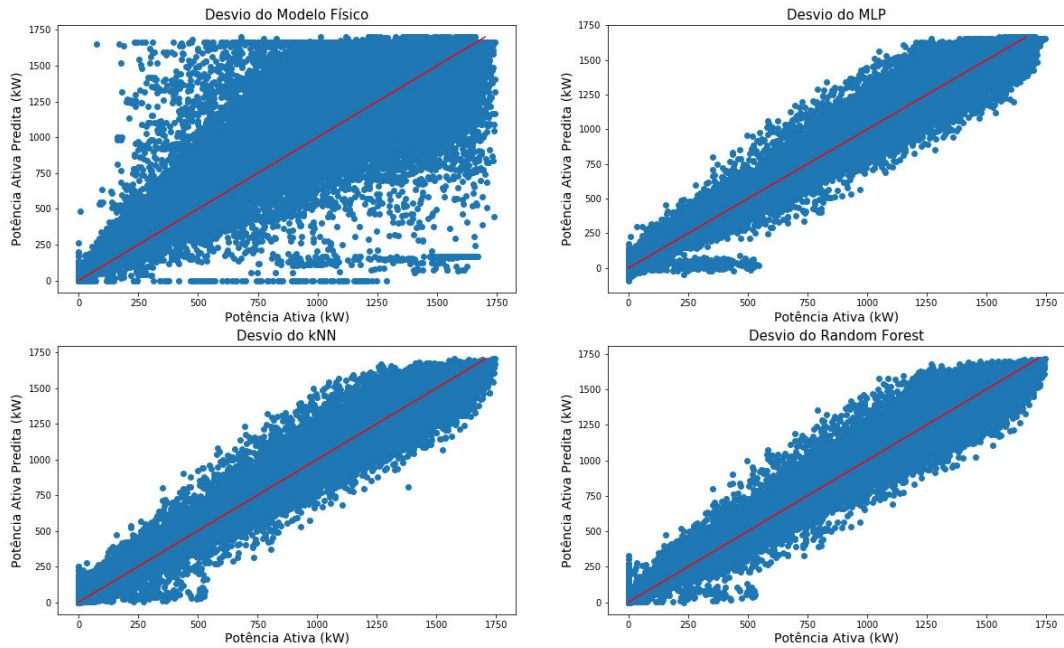 Desvio do Modelo Físico
Potência Ativa Predita (kW)
1750
1500
1250
1000
750
500
250
0
0 250 500 750 1000 1250 1500 1750
Potência Ativa (kW)
Desvio do MLP
Potência Ativa Predita (kW)
1750
1500
1250
1000
750
500
250
0
0 250 500 750 1000 1250 1500 1750
Potência Ativa (kW)
Desvio do kNN
Potência Ativa Predita (kW)
1750
1500
1250
1000
750
500
250
0
0 250 500 750 1000 1250 1500 1750
Potência Ativa (kW)
Desvio do Random Forest
Potência Ativa Predita (kW)
1750
1500
1250
1000
750
500
250
0
0 250 500 750 1000 1250 1500 1750
Potência Ativa (kW)